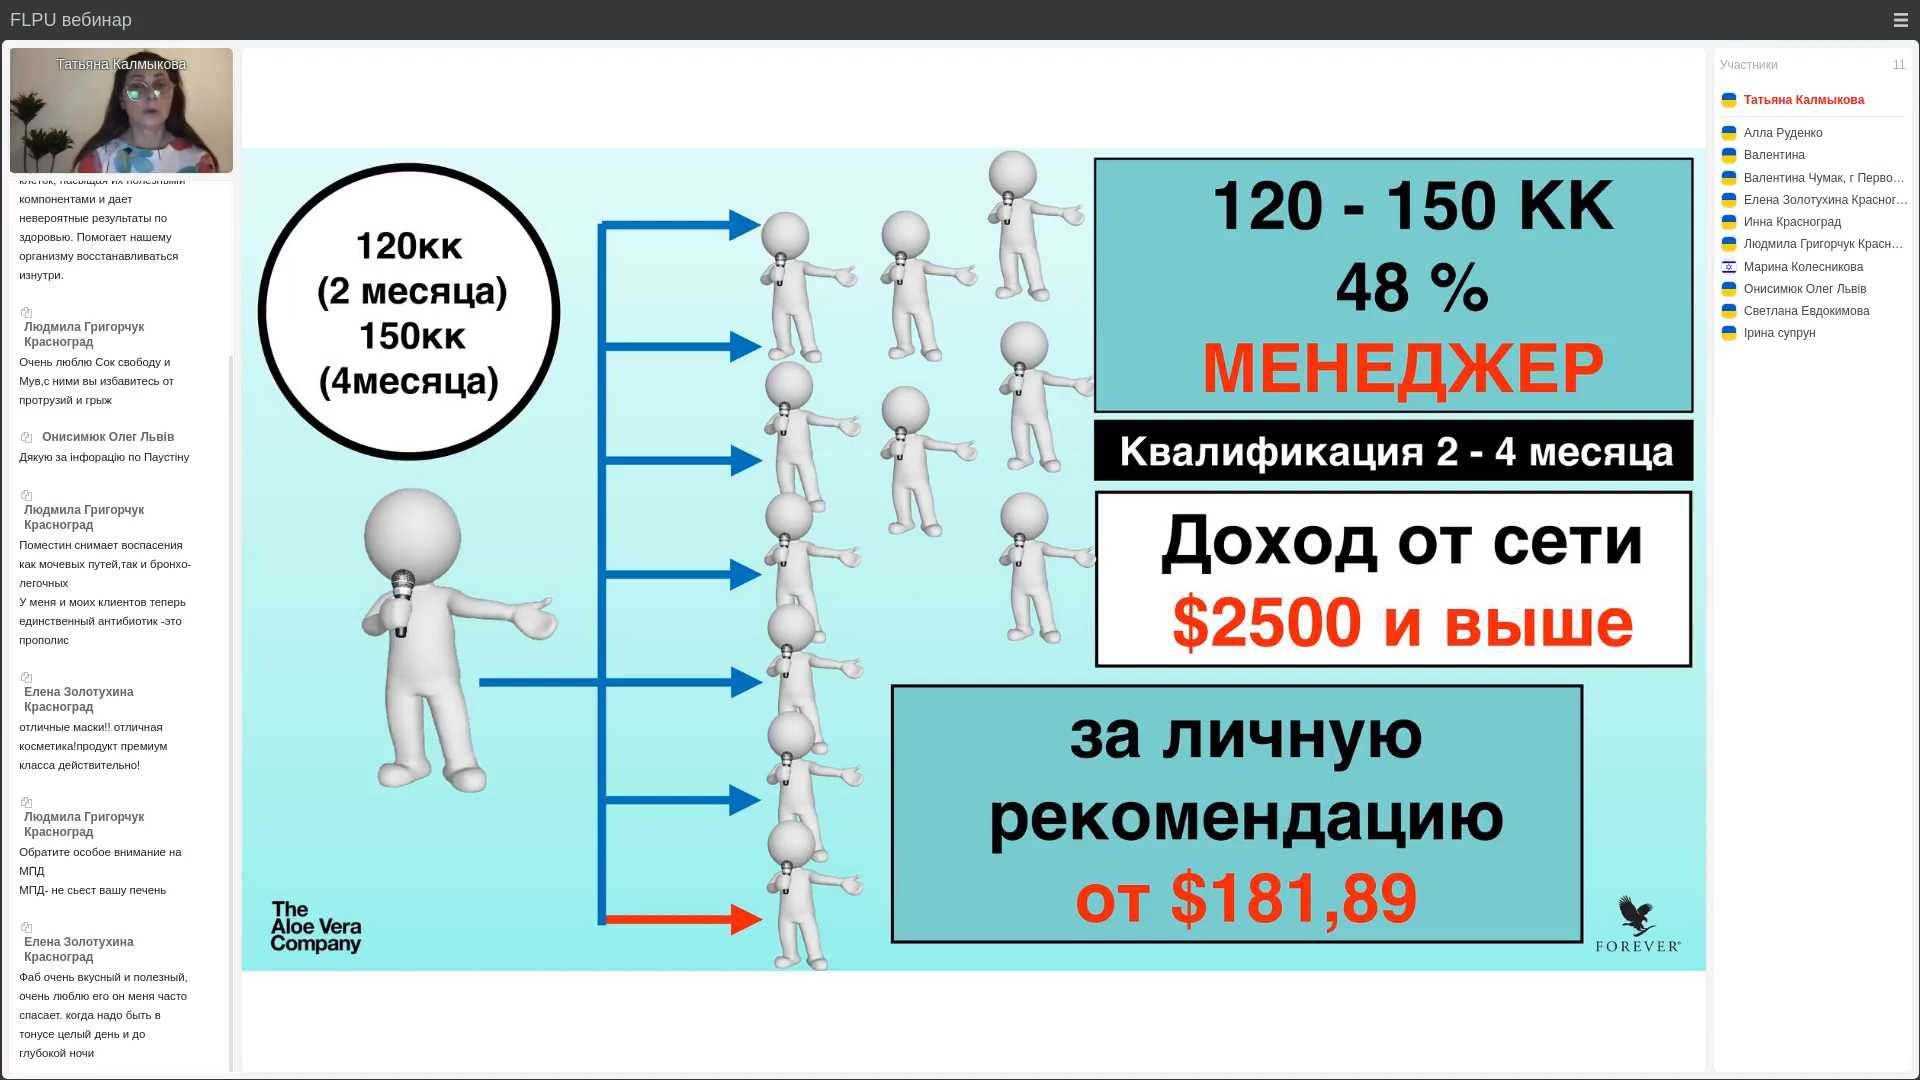 FLPU вебинар
Татьяна Калмыкова
клеток, насыщая их полезными
компонентами и дает
невероятные результаты по
здоровью. Помогает нашему
организму восстанавливаться
изнутри.
Людмила Григорчук
Красноград
Очень люблю Сок свободу и
Мув,с ними вы избавитесь от
протрузий и грыж
Онисимюк Олег Львів
Дякую за інфорацію по Паустіну
Людмила Григорчук
Красноград
Поместин снимает воспасения
как мочевых путей,так и бронхо-
легочных
У меня и моих клиентов теперь
единственный антибиотик -это
прополис
Елена Золотухина
Красноград
отличные маски!! отличная
косметика!продукт премиум
класса действительно!
Людмила Григорчук
Красноград
Обратите особое внимание на
МПД
МПД- не сьест вашу печень
Елена Золотухина
Красноград
Фаб очень вкусный и полезный,
очень люблю его он меня часто
спасает. когда надо быть в
тонусе целый день и до
глубокой ночи
120кк
(2 месяца)
150кк
(4месяца)
120 - 150 КК
48 %
МЕНЕДЖЕР
Квалификация 2 - 4 месяца
Доход от сети
$2500 и выше
за личную
рекомендацию
от $181,89
The
Aloe Vera
Company
FOREVER®
Участники 11
Татьяна Калмыкова
Алла Руденко
Валентина
Валентина Чумак, г Перво...
Елена Золотухина Красног...
Инна Красноград
Людмила Григорчук Красн...
Марина Колесникова
Онисимюк Олег Львів
Светлана Евдокимова
Ірина супрун